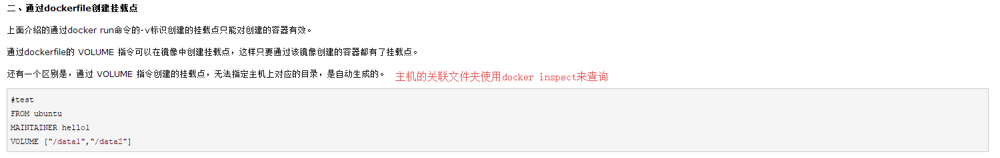 二、通过dockerfile创建挂载点
上面介绍的通过docker run命令的-v标识创建的挂载点只能对创建的容器有效。
通过dockerfile的 VOLUME 指令可以在镜像中创建挂载点，这样只要通过该镜像创建的容器都有了挂载点。
还有一个区别是，通过 VOLUME 指令创建的挂载点，无法指定主机上对应的目录，是自动生成的。 主机的关联文件夹使用docker inspect来查询
#test
FROM ubuntu
MAINTAINER hello1
VOLUME ["/data1","/data2"]